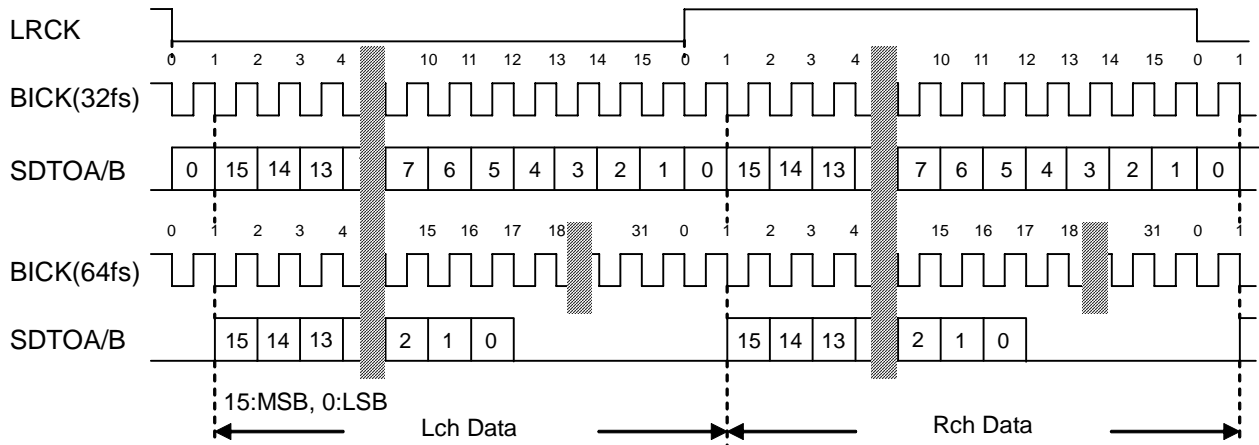 LRCK
0 1 2 3 4 10 11 12 13 14 15 0 1 2 3 4 10 11 12 13 14 15 0 1
BICK(32fs)
SDTOA/B 0 15 14 13 7 6 5 4 3 2 1 0 15 14 13 7 6 5 4 3 2 1 0
0 1 2 3 4 15 16 17 18 31 0 1 2 3 4 15 16 17 18 31 0 1
BICK(64fs)
SDTOA/B 15 14 13 2 1 0 15 14 13 2 1 0
15:MSB, 0:LSB
Lch Data Rch Data